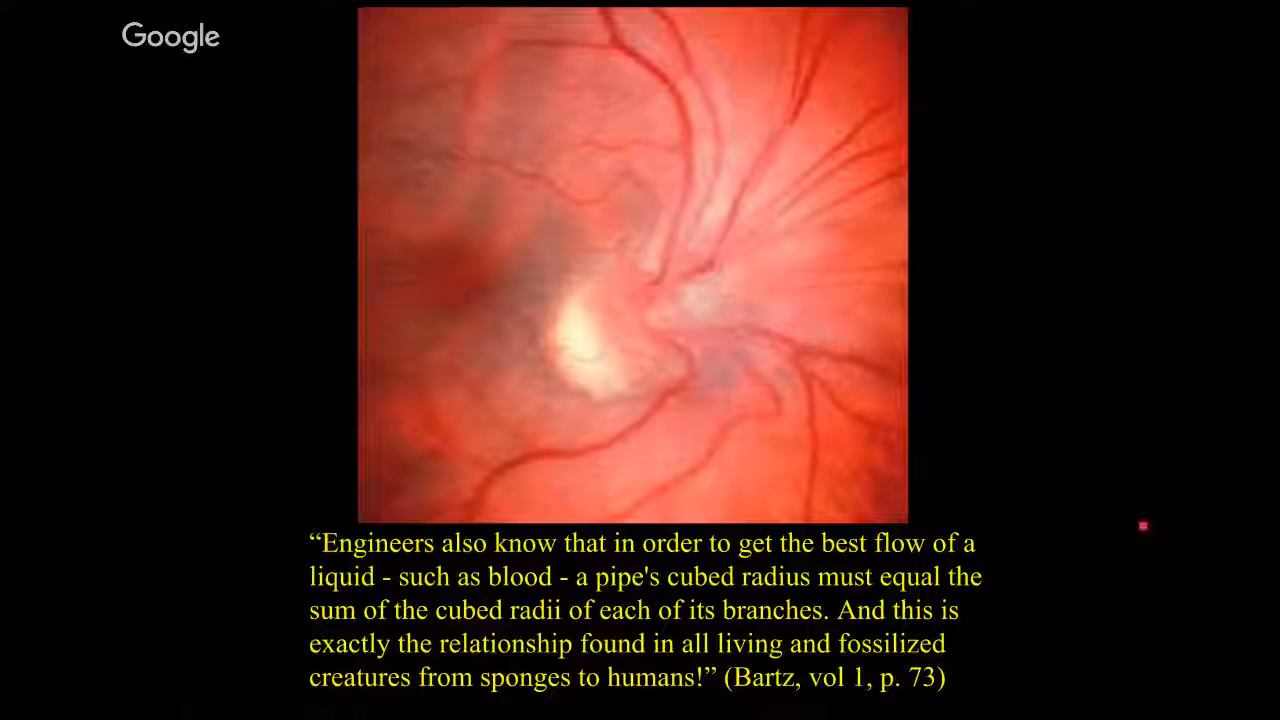 Google
“Engineers also know that in order to get the best flow of a
liquid - such as blood - a pipe's cubed radius must equal the
sum of the cubed radii of each of its branches. And this is
exactly the relationship found in all living and fossilized
creatures from sponges to humans!” (Bartz, vol 1, p. 73)